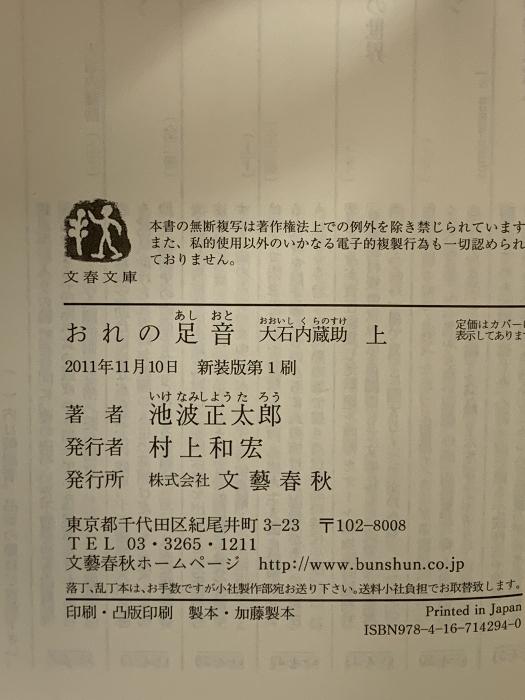 本書の無断複写は著作権法上での例外を除き禁じられています
また、私的使用以外のいかなる電子的複製行為も一切認められ
ておりません。
文春文庫
あし おと おおいし くらのすけ
おれの足音 大石内蔵助 上
定価はカバーに
表示してあります
2011年11月10日 新装版第1刷
いけなみしょうたろう
著者 池波正太郎
発行者 村上和宏
発行所 株式会社 文藝春秋
東京都千代田区紀尾井町3-23 〒102-8008
TEL 03・3265・1211
文藝春秋ホームページ http://www.bunshun.co.jp
落丁、乱丁本は、お手数ですが小社製作部宛お送り下さい。送料小社負担でお取替致します。
印刷・凸版印刷 製本・加藤製本
Printed in Japan
ISBN978-4-16-714294-0